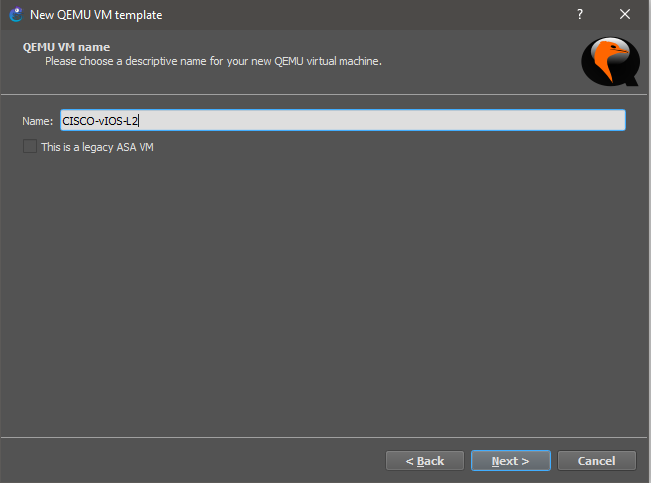 New QEMU VM template
?
QEMU VM name
Please choose a descriptive name for your new QEMU virtual machine.
Name: CISCO-vIOS-L2
This is a legacy ASA VM
< Back Next > Cancel